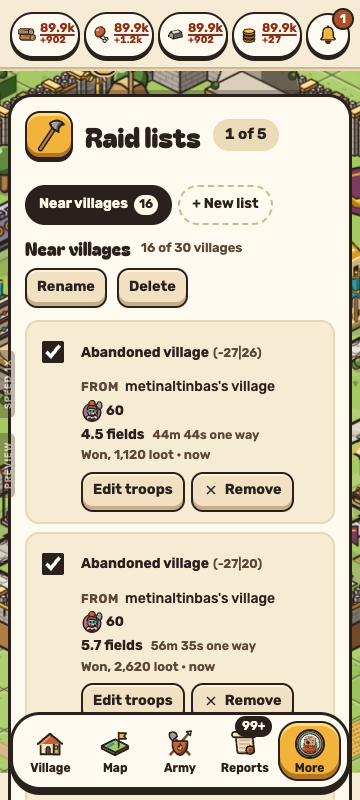 89.9k 89.9k 89.9k 89.9k 1
+902 +1.2k +902 +27
Raid lists 1 of 5
Near villages 16 + New list
Near villages 16 of 30 villages
Rename Delete
Abandoned village (-27|26)
FROM metinaltinbas's village
60
4.5 fields 44m 44s one way
Won, 1,120 loot • now
Edit troops × Remove
Abandoned village (-27|20)
FROM metinaltinbas's village
60
5.7 fields 56m 35s one way
Won, 2,620 loot • now
Edit troops × Remove
99+
Village Map Army Reports More
PREVIEW